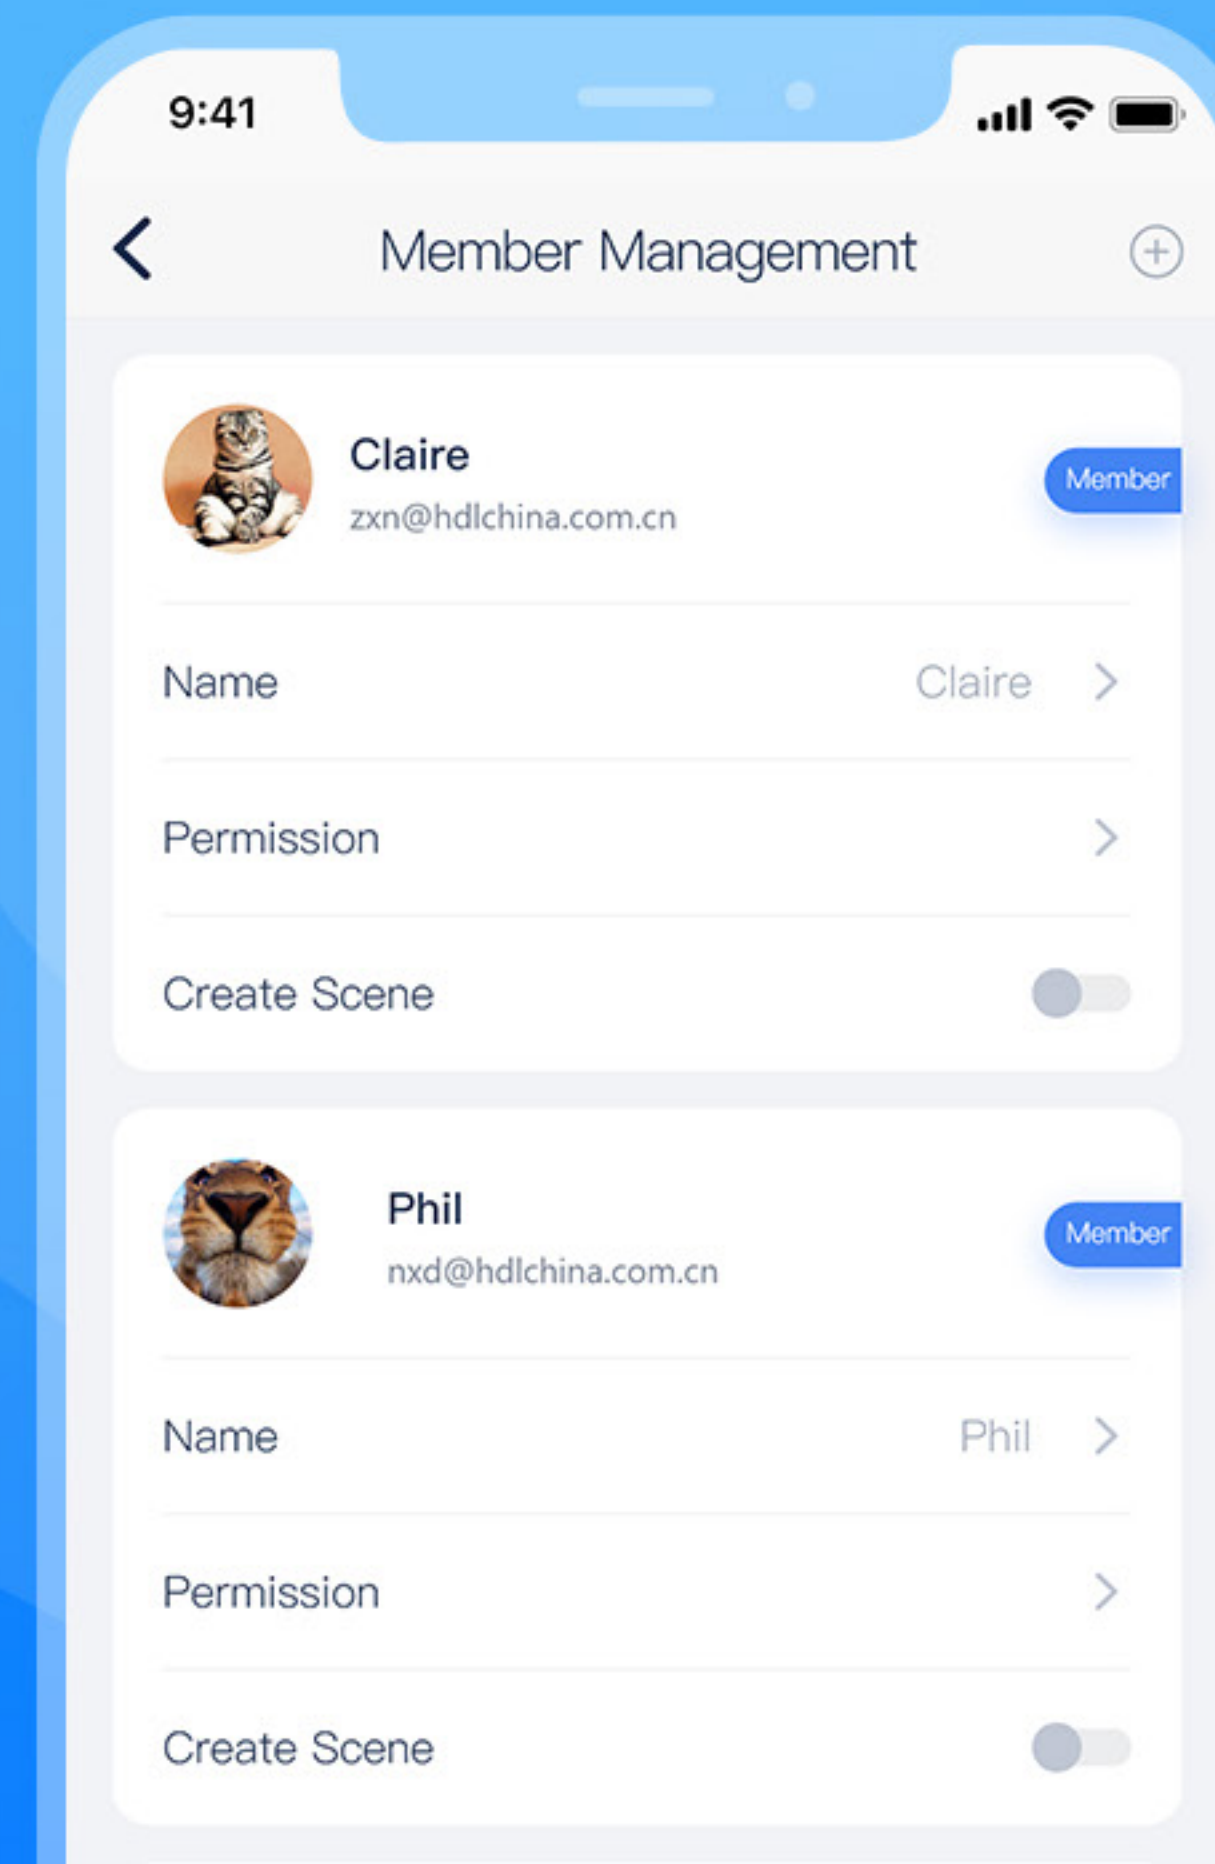 9:41
Member Management
Claire
zxn@hdlchina.com.cn
Member
Name Claire
Permission
Create Scene
Phil
nxd@hdlchina.com.cn
Member
Name Phil
Permission
Create Scene